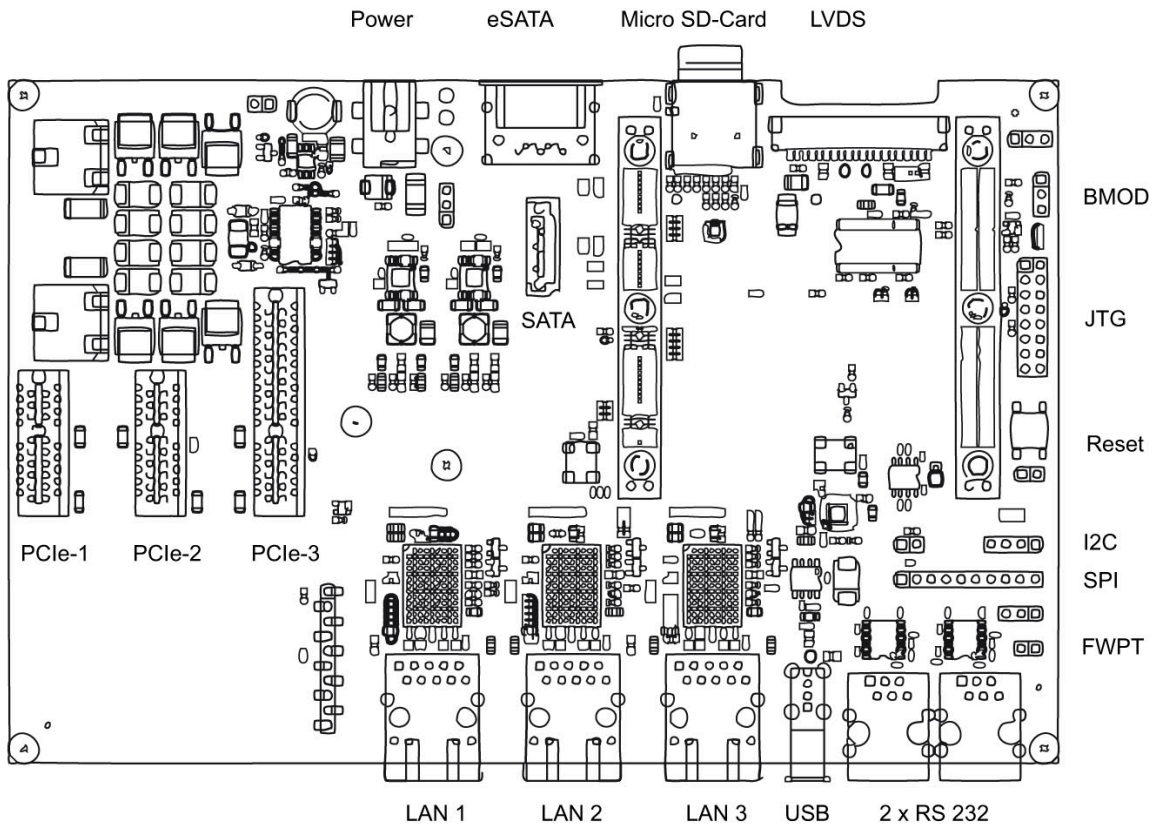 Power eSATA Micro SD-Card LVDS
BMOD
SATA
JTG
Reset
PCIe-1 PCIe-2 PCIe-3
I2C
SPI
FWPT
LAN 1 LAN 2 LAN 3 USB 2 x RS 232